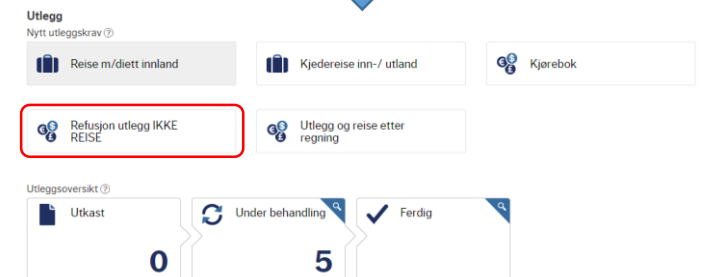 Utlegg
Nytt utleggskrav ?
Reise m/diett innland
Kjedereise inn-/ utland
Kjørebok
Refusjon utlegg IKKE
REISE
Utlegg og reise etter
regning
Utleggsoversikt ?
Utkast
Under behandling
Ferdig
0
5